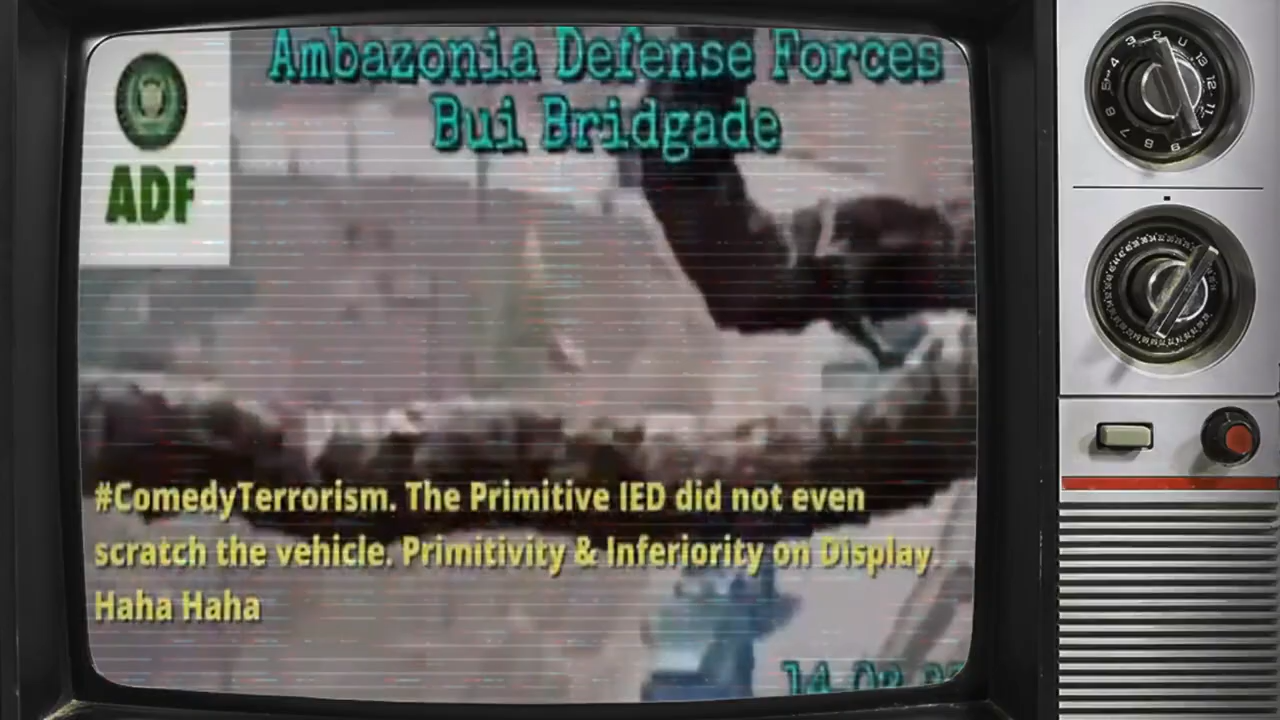 Ambazonia Defense Forces
Bui Bridgade
ADF
#ComedyTerrorism. The Primitive IED did not even
scratch the vehicle. Primitivity & Inferiority on Display
Haha Haha